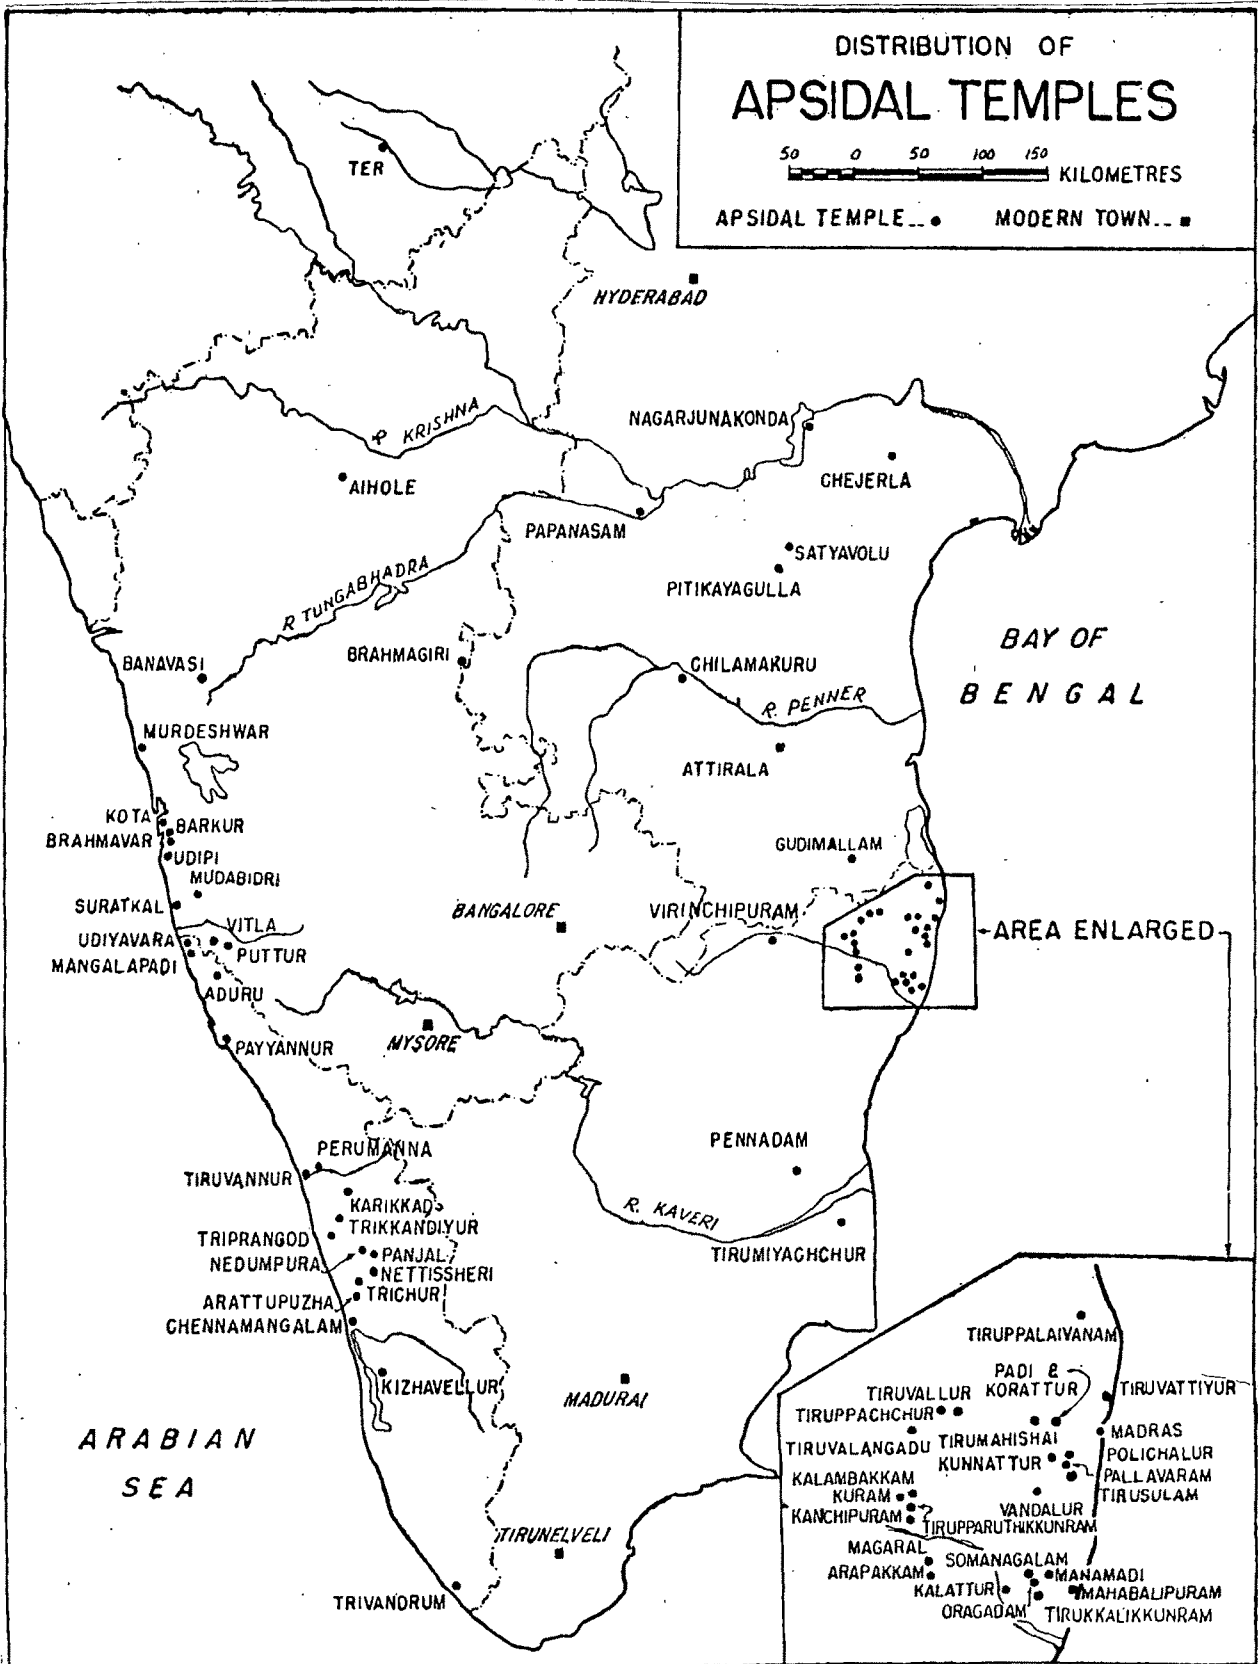 DISTRIBUTION OF
APSIDAL TEMPLES
50 0 50 100 150 KILOMETRES
APSIDAL TEMPLE.. MODERN TOWN..
TER
HYDERABAD
R KRISHNA
NAGARJUNAKONDA
AIHOLE
CHEJERLA
PAPANASAM
SATYAVOLU
PITIKAYAGULLA
R TUNGABHADRA
BAY OF
BENGAL
BANAVASI
BRAHMAGIRI
CHILAMAKURU
R. PENNER
MURDESHWAR
ATTIRALA
KOTA
BARKUR
BRAHMAVAR
UDIPI
GUDIMALLAM
MUDABIDRI
SURATKAL
BANGALORE
VIRINCHIPURAM
VITLA
AREA ENLARGED
UDIYAVARA
PUTTUR
MANGALAPADI
ADURU
MYSORE
PAYYANNUR
PENNADAM
PERUMANNA
TIRUVANNUR
KARIKKAD
R. KAVERI
TRIKKANDIYUR
TRIPRANGOD
TIRUMIYACHCHUR
PANJAL
NEDUMPURA
NETTISSHERI
TRICHUR
ARATTUPUZHA
CHENNAMANGALAM
KIZHAVELLUR
MADURAI
ARABIAN
SEA
TIRUNELVELI
TRIVANDRUM
TIRUPPALAIVANAM
PADI &
KORATTUR
TIRUVALLUR
TIRUVATTIYUR
TIRUPPACHCHUR
MADRAS
TIRUVALANGADU
TIRUMAHISHAI
POLICHALUR
KUNNATTUR
PALLAVARAM
KALAMBAKKAM
TIRUSULAM
KURAM
VANDALUR
KANCHIPURAM
TIRUPPARUTHIKKUNRAM
MAGARAL
SOMANAGALAM
ARAPAKKAM
MANAMADI
KALATTUR
MAHABALIPURAM
ORAGADAM
TIRUKKALIKKUNRAM